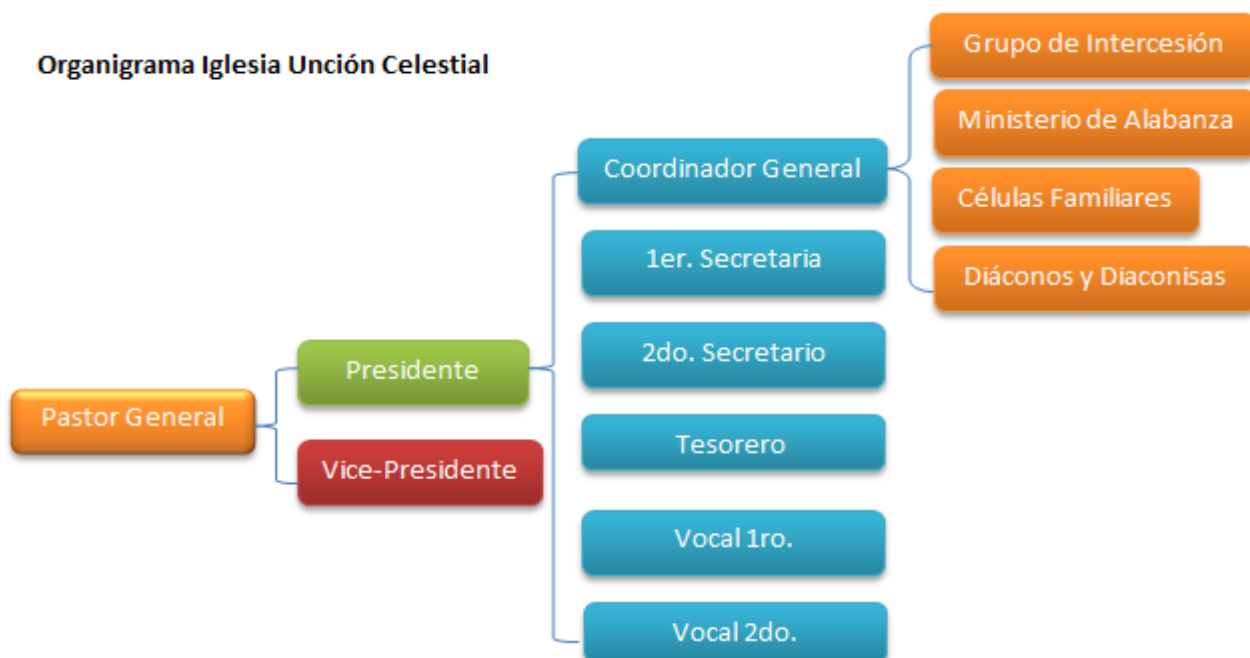 Organigrama Iglesia Unción Celestial
Pastor General
Presidente
Vice-Presidente
Coordinador General
1er. Secretaria
2do. Secretario
Tesorero
Vocal 1ro.
Vocal 2do.
Grupo de Intercesión
Ministerio de Alabanza
Células Familiares
Diáconos y Diaconisas